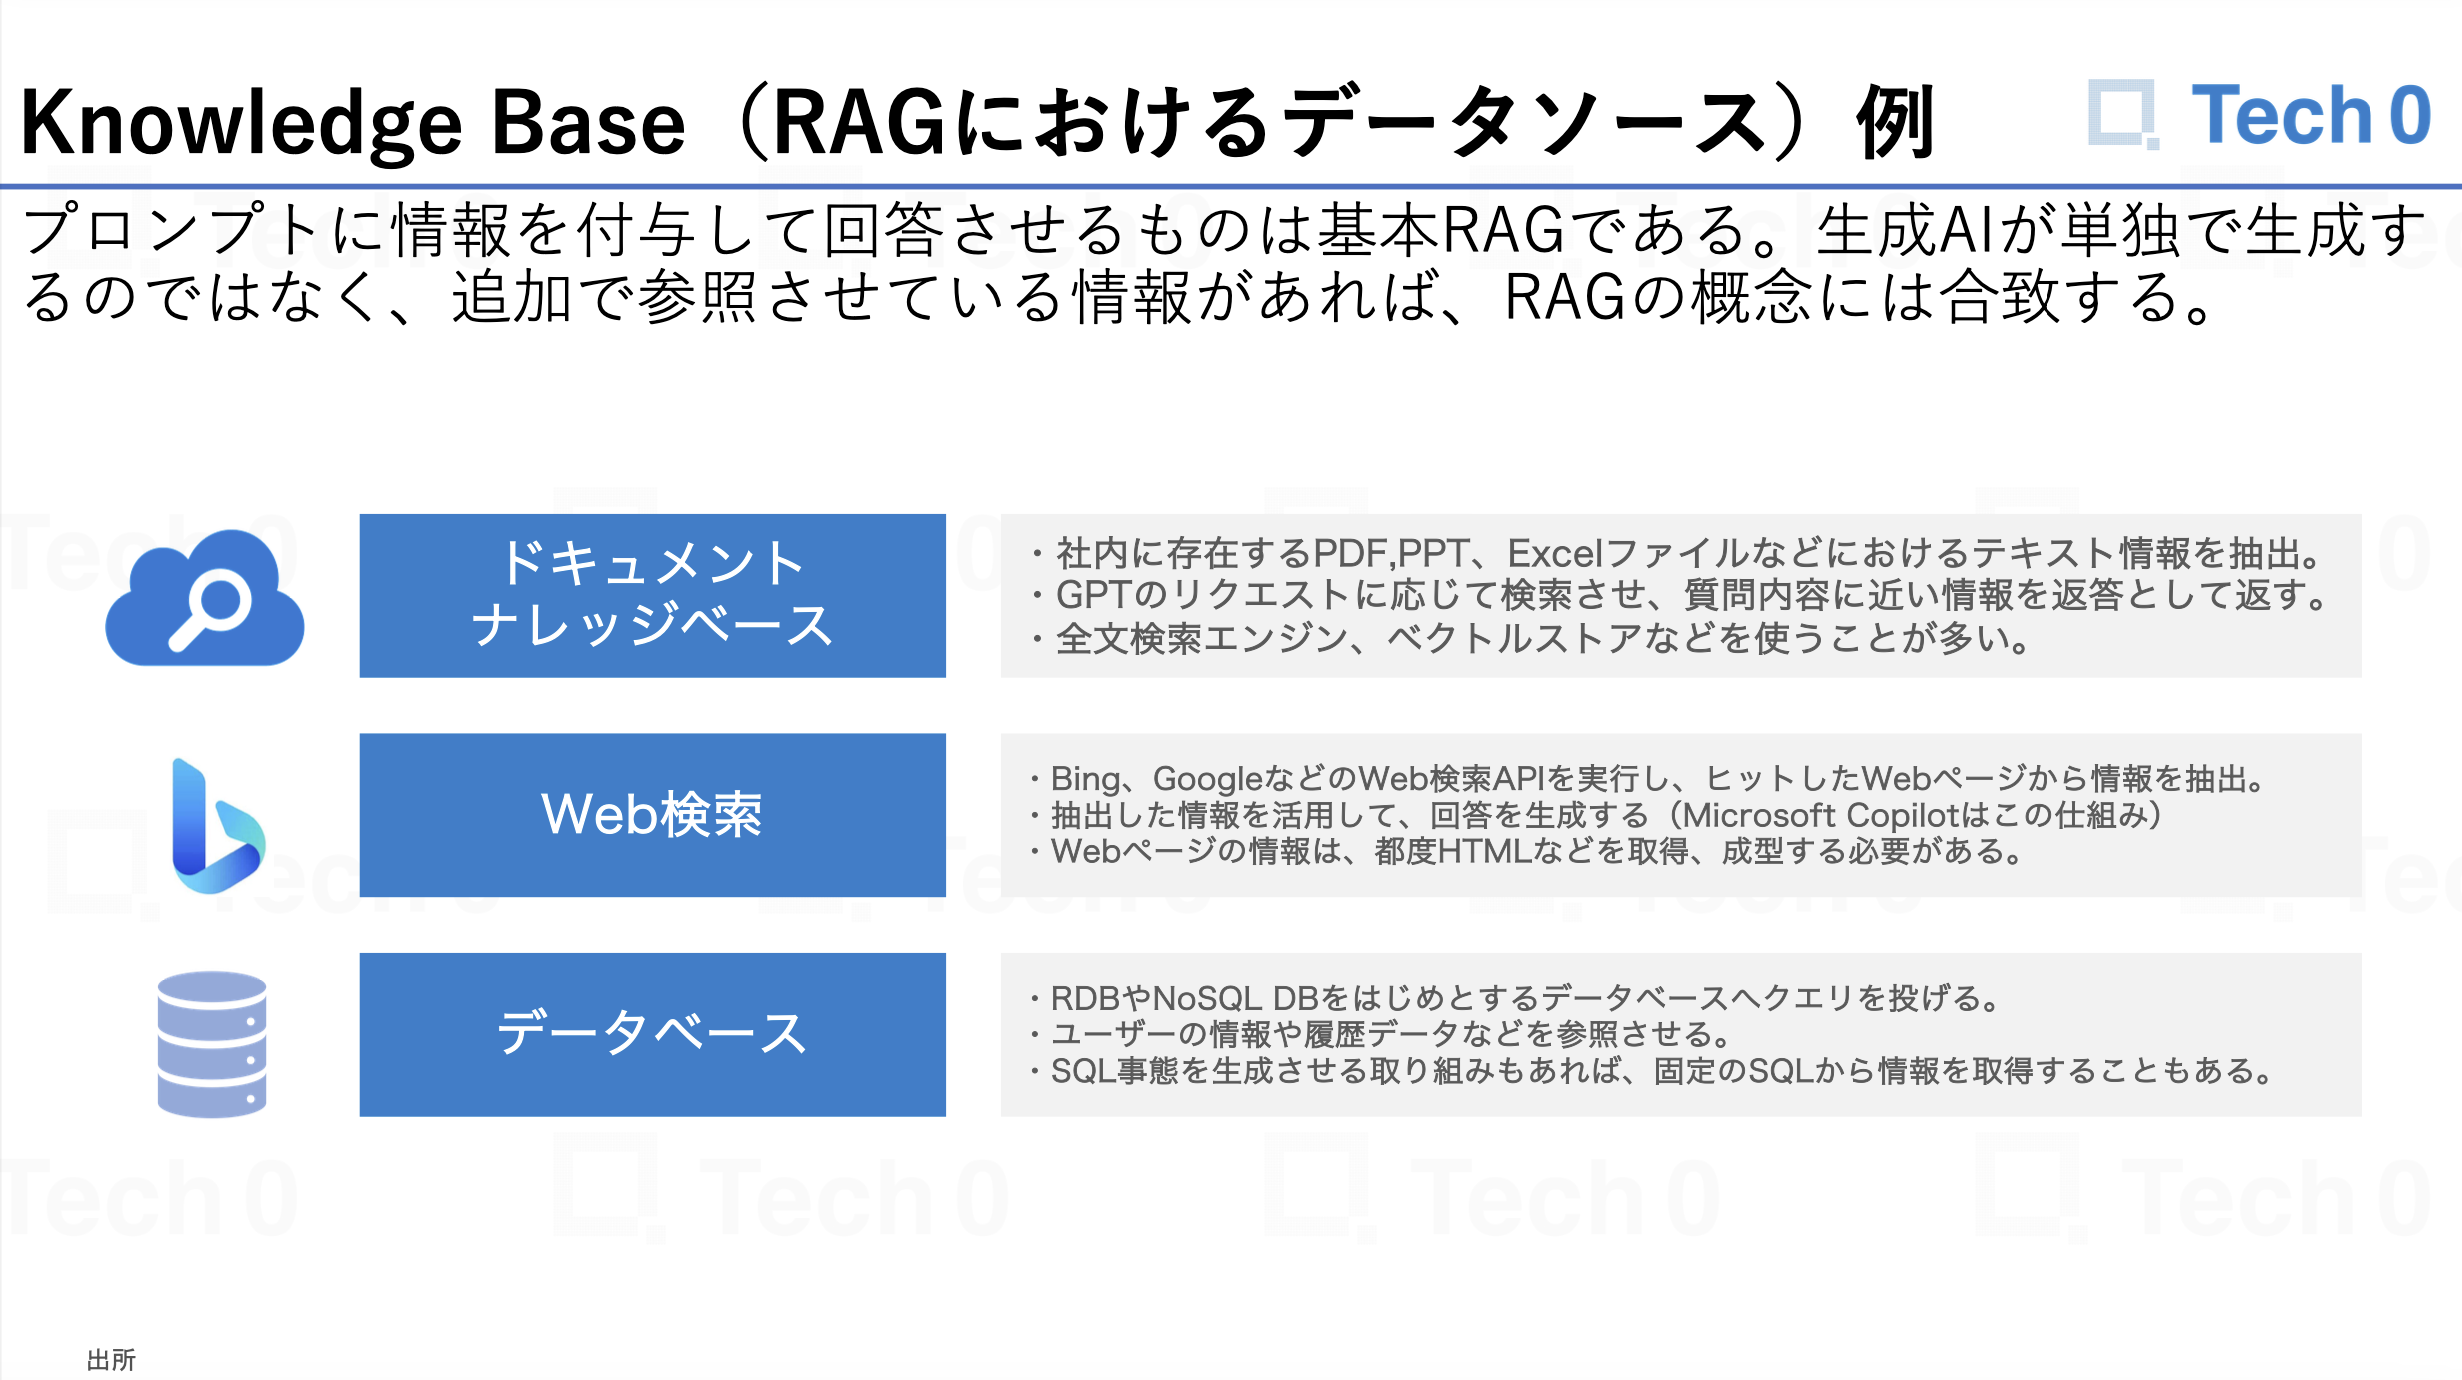 Knowledge Base（RAGにおけるデータソース）例
Tech 0
プロンプトに情報を付与して回答させるものは基本RAGである。生成AIが単独で生成す
るのではなく、追加で参照させている情報があれば、RAGの概念には合致する。
ドキュメント
ナレッジベース
・社内に存在するPDF,PPT、Excelファイルなどにおけるテキスト情報を抽出。
・GPTのリクエストに応じて検索させ、質問内容に近い情報を返答として返す。
・全文検索エンジン、ベクトルストアなどを使うことが多い。
Web検索
・Bing、GoogleなどのWeb検索APIを実行し、ヒットしたWebページから情報を抽出。
・抽出した情報を活用して、回答を生成する（Microsoft Copilotはこの仕組み）
・Webページの情報は、都度HTMLなどを取得、成型する必要がある。
データベース
・RDBやNoSQL DBをはじめとするデータベースへクエリを投げる。
・ユーザーの情報や履歴データなどを参照させる。
・SQL事態を生成させる取り組みもあれば、固定のSQLから情報を取得することもある。
Tech 0
Tech 0
Tech 0
Tech 0
出所